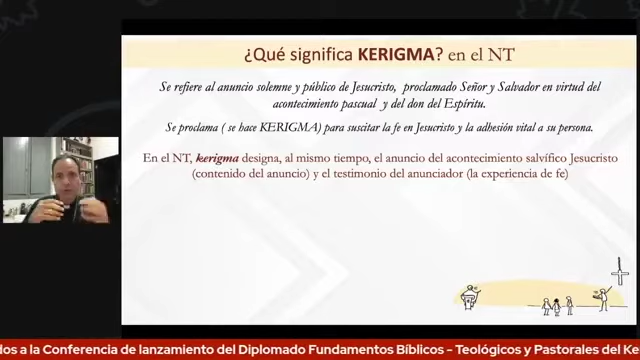 ¿Qué significa KERIGMA? en el NT
Se refiere al anuncio solemne y público de Jesucristo, proclamado Señor y Salvador en virtud del
acontecimiento pascual y del don del Espíritu.
Se proclama ( se hace KERIGMA) para suscitar la fe en Jesucristo y la adhesión vital a su persona.
En el NT, kerigma designa, al mismo tiempo, el anuncio del acontecimiento salvífico Jesucristo
(contenido del anuncio) y el testimonio del anunciador (la experiencia de fe)
dos a la Conferencia de lanzamiento del Diplomado Fundamentos Bíblicos - Teológicos y Pastorales del Ke